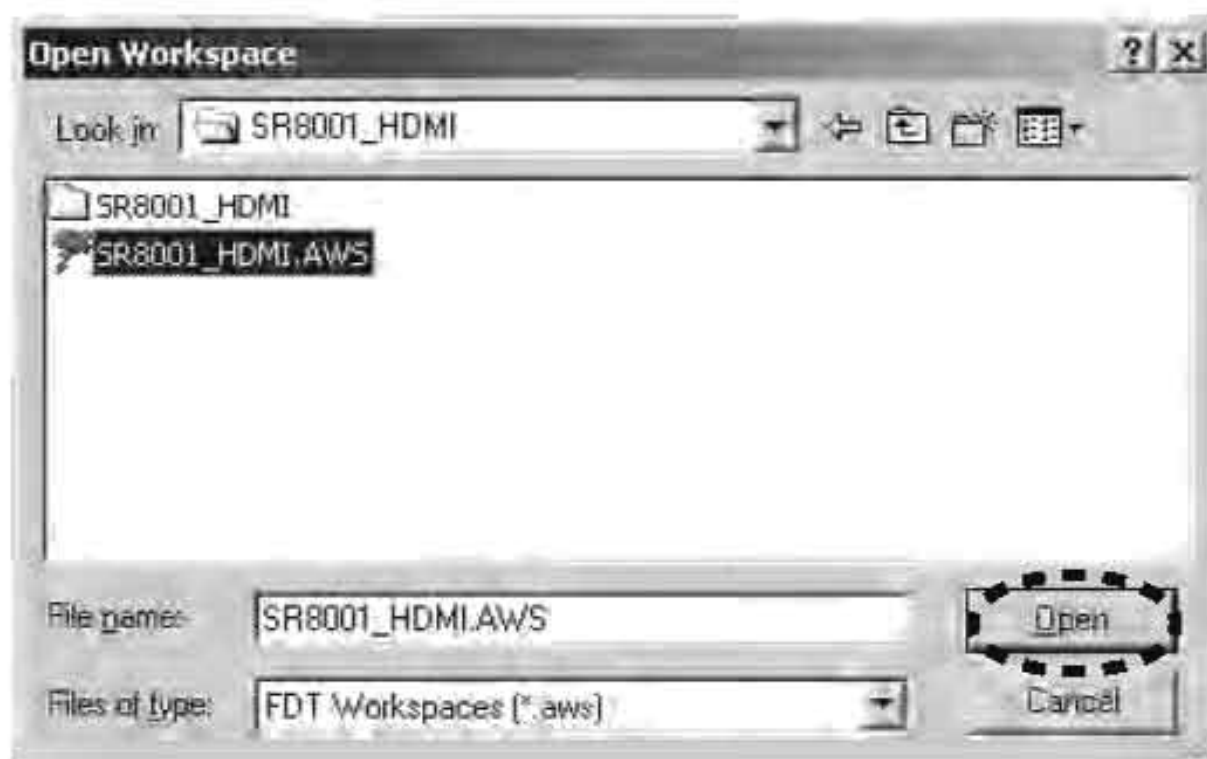 Open Workspace
Look in: SR8001_HDMI
SR8001_HDMI
SR8001_HDMI.AWS
File name: SR8001_HDMI.AWS Open
Files of type: FDT Workspaces (*.aws) Cancel